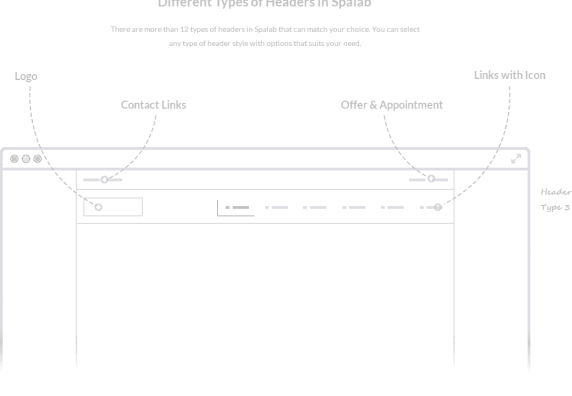 Different Types of Headers in Spalab
There are more than 12 types of headers in Spalab that can match your choice. You can select
any type of header style with options that suits your need.
Logo
Links with Icon
Contact Links
Offer & Appointment
Header
Type 3